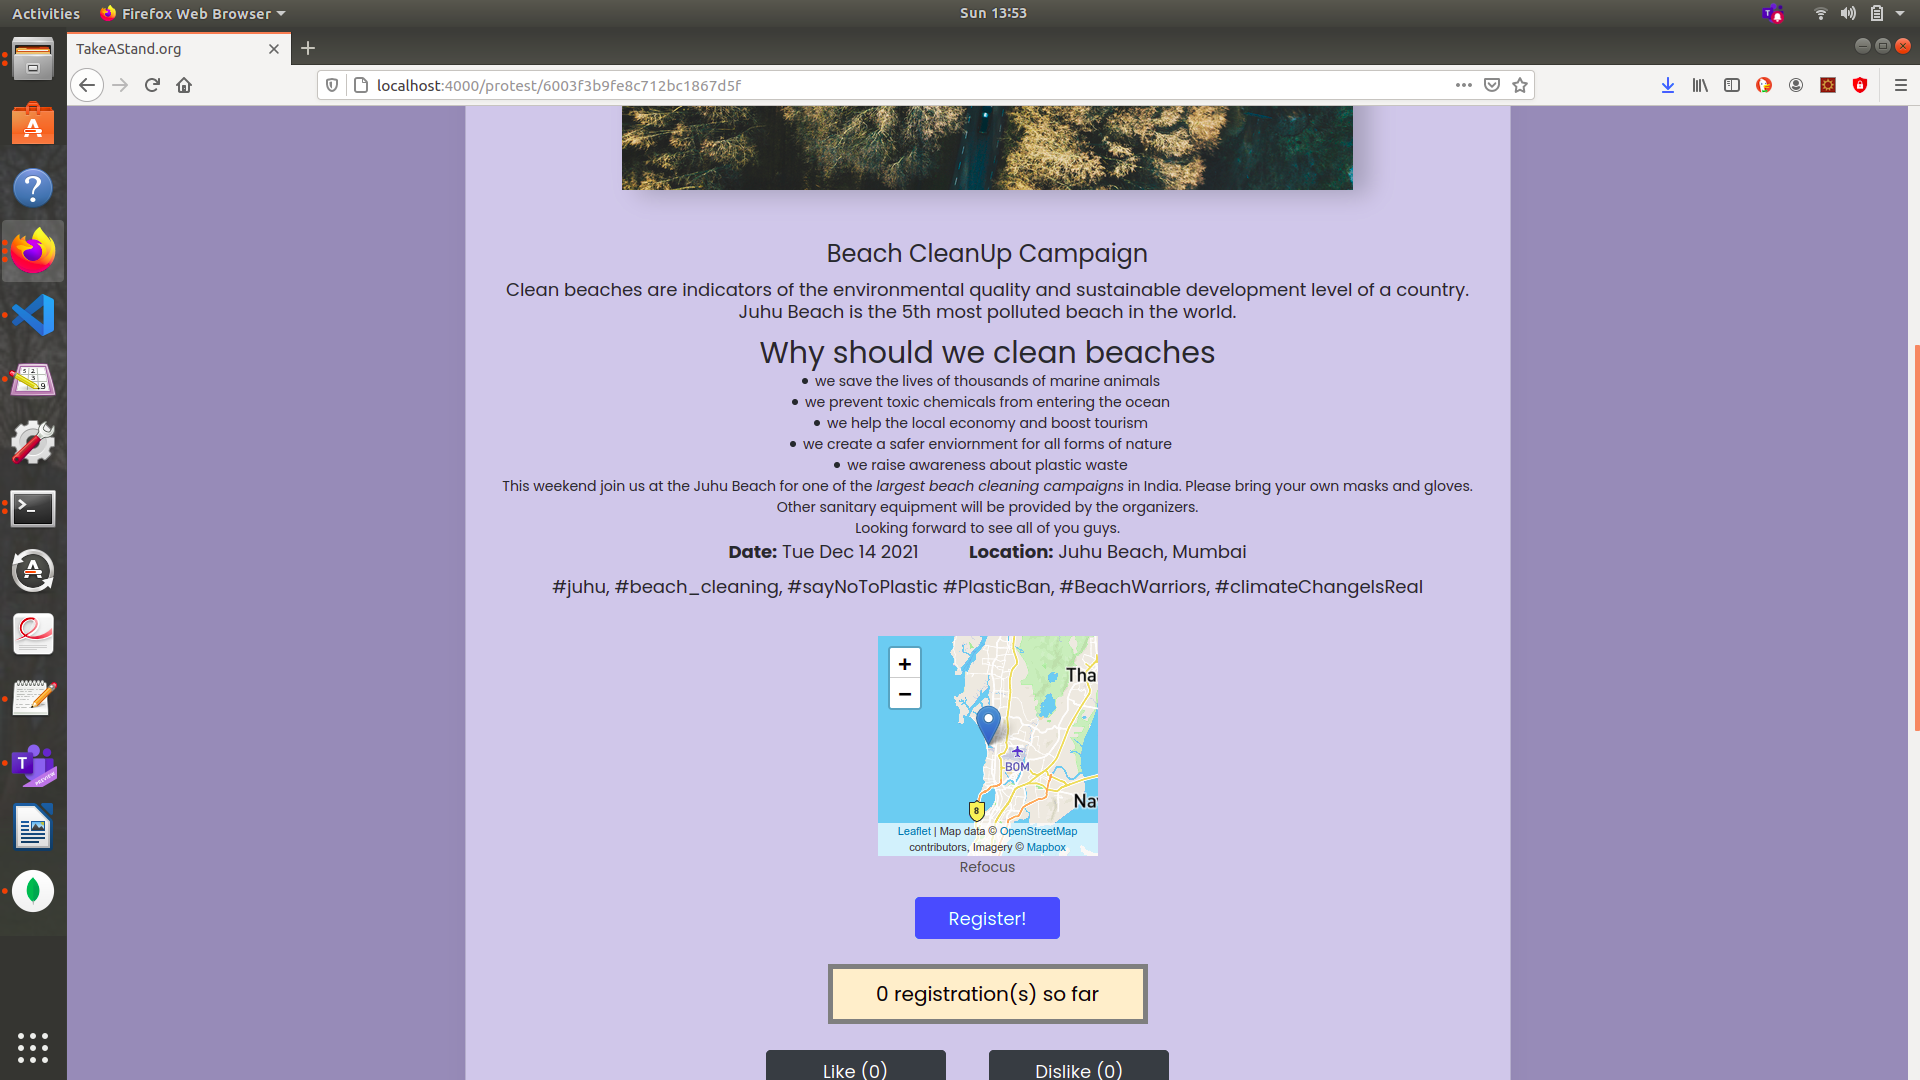 Activities Firefox Web Browser Sun 13:53
TakeAStand.org
localhost:4000/protest/6003f3b9fe8c712bc1867d5f
Beach CleanUp Campaign
Clean beaches are indicators of the environmental quality and sustainable development level of a country.
Juhu Beach is the 5th most polluted beach in the world.
Why should we clean beaches
• we save the lives of thousands of marine animals
• we prevent toxic chemicals from entering the ocean
• we help the local economy and boost tourism
• we create a safer enviornment for all forms of nature
• we raise awareness about plastic waste
This weekend join us at the Juhu Beach for one of the largest beach cleaning campaigns in India. Please bring your own masks and gloves.
Other sanitary equipment will be provided by the organizers.
Looking forward to see all of you guys.
Date: Tue Dec 14 2021 Location: Juhu Beach, Mumbai
#juhu, #beach_cleaning, #sayNoToPlastic #PlasticBan, #BeachWarriors, #climateChangeIsReal
+
−
Tha
BOM
Nav
8
Leaflet | Map data © OpenStreetMap
contributors, Imagery © Mapbox
Refocus
Register!
0 registration(s) so far
Like (0) Dislike (0)